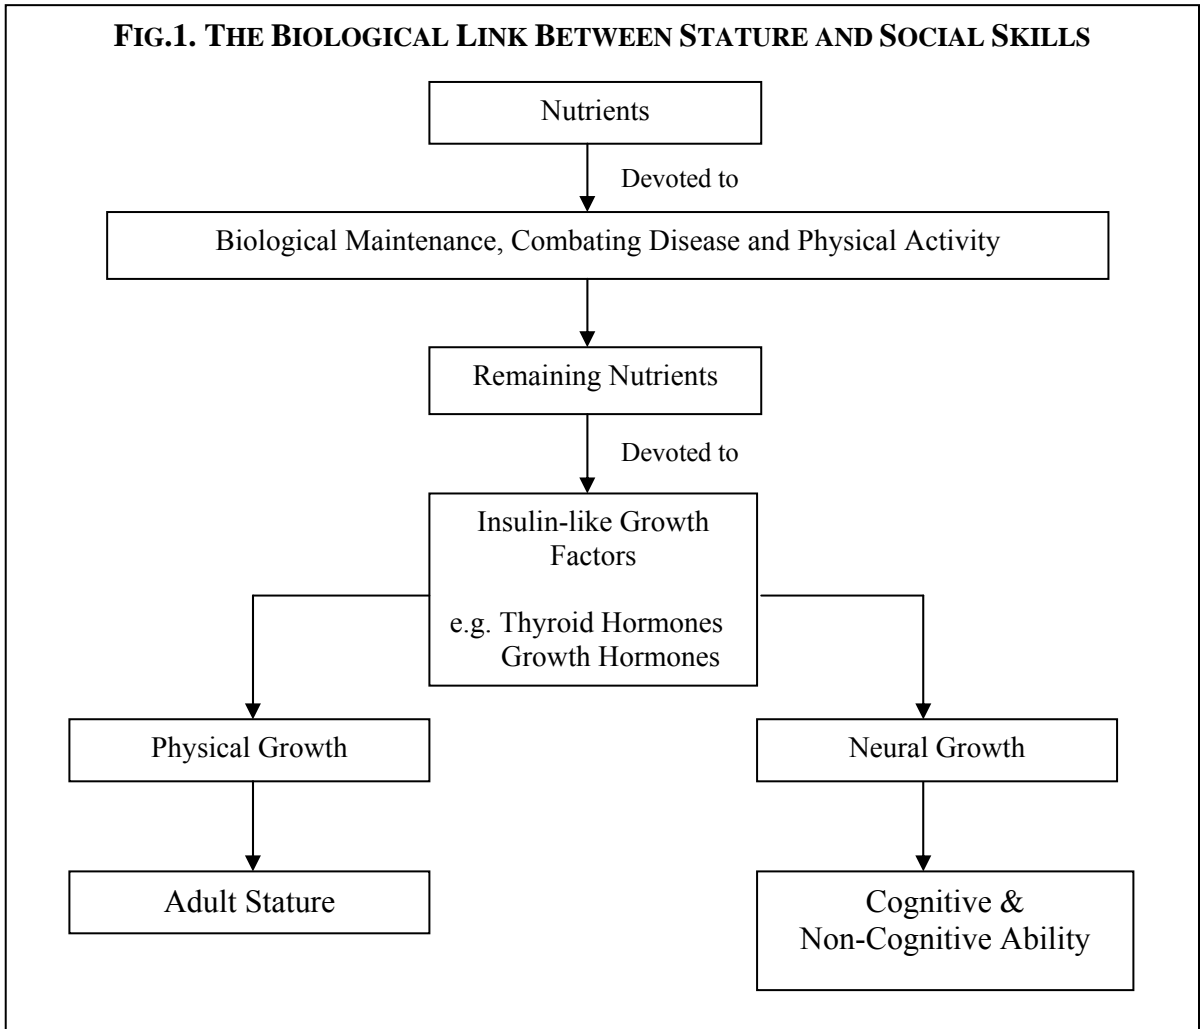 FIG.1. THE BIOLOGICAL LINK BETWEEN STATURE AND SOCIAL SKILLS
Nutrients
Devoted to
Biological Maintenance, Combating Disease and Physical Activity
Remaining Nutrients
Devoted to
Insulin-like Growth
Factors
e.g. Thyroid Hormones
Growth Hormones
Physical Growth
Neural Growth
Adult Stature
Cognitive &
Non-Cognitive Ability